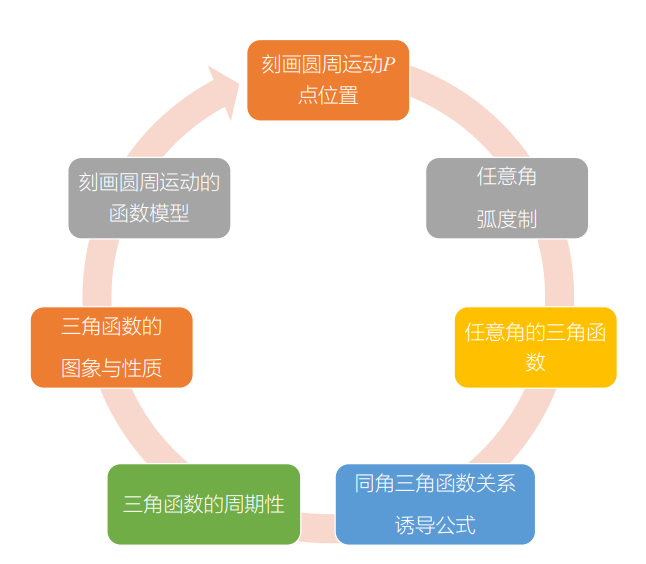 刻画圆周运动P
点位置
任意角
弧度制
任意角的三角函
数
同角三角函数关系
诱导公式
三角函数的周期性
三角函数的
图象与性质
刻画圆周运动的
函数模型